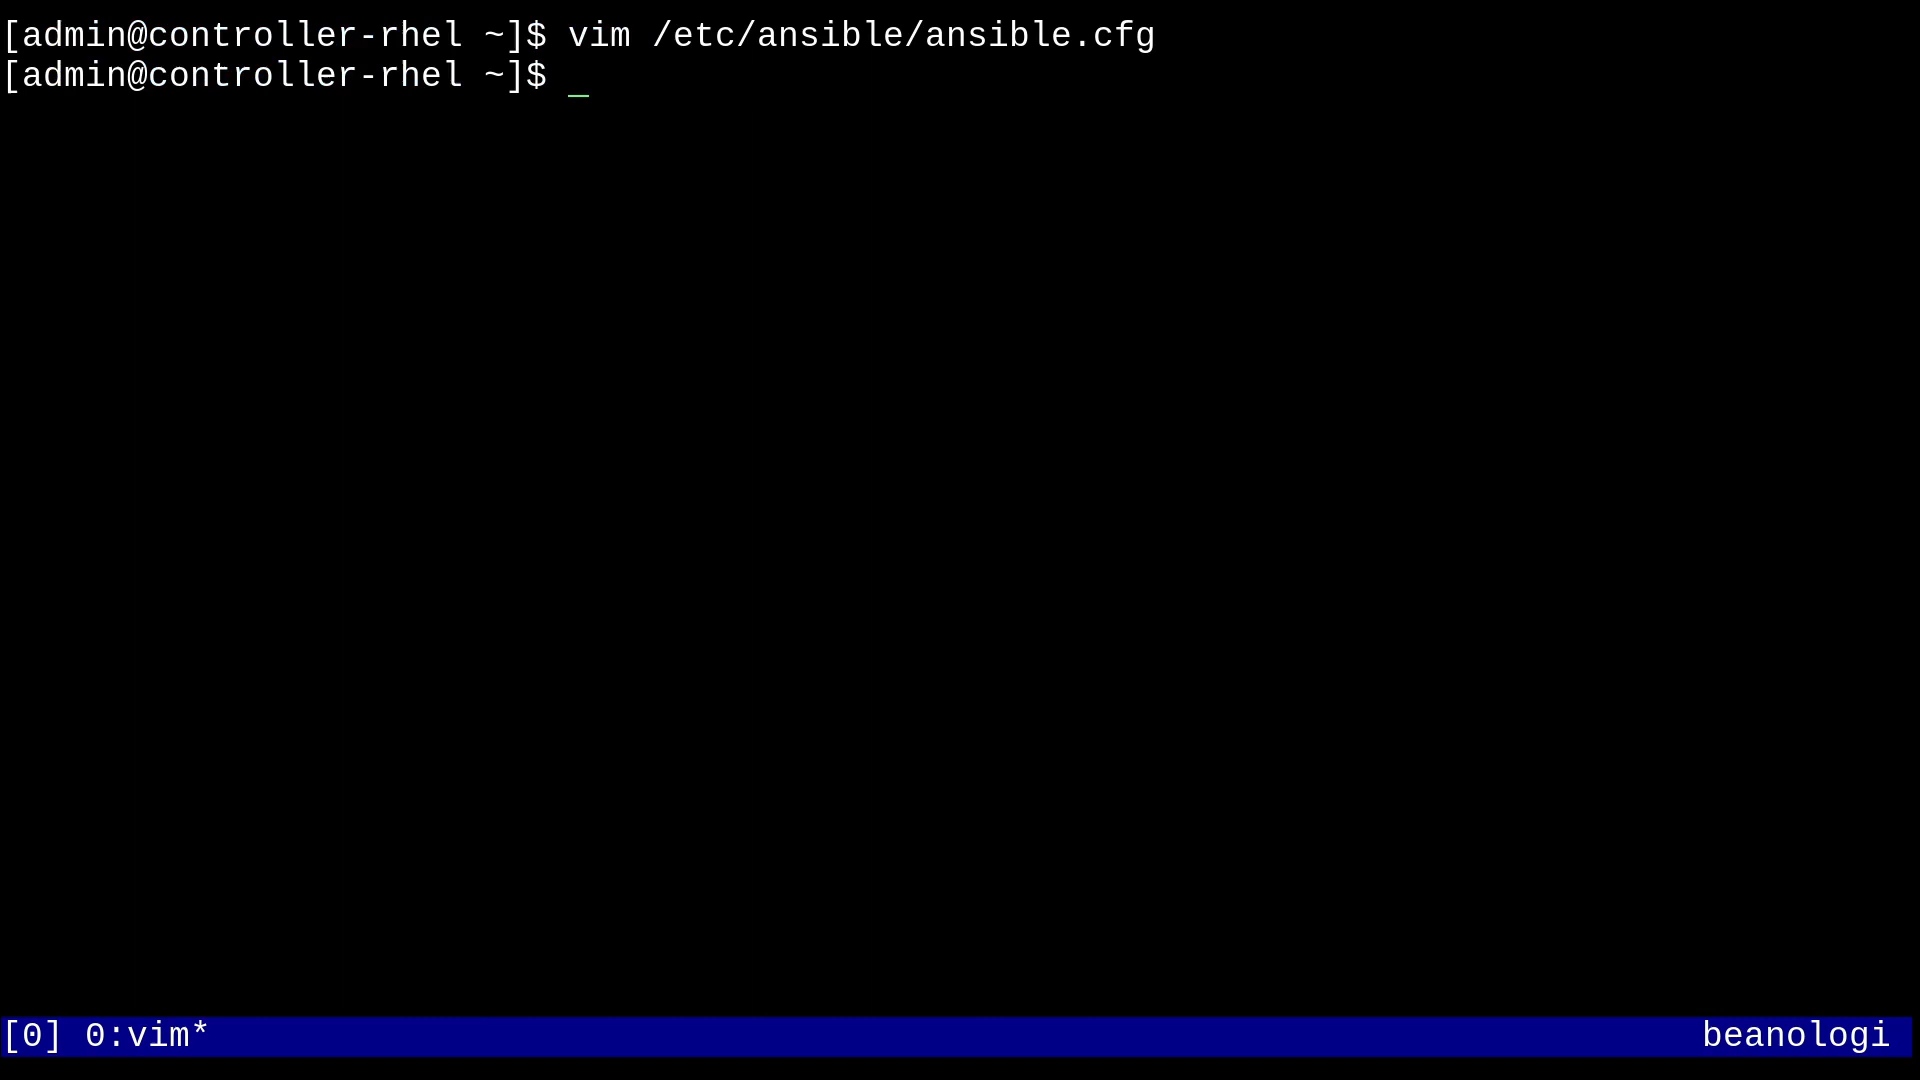 [admin@controller-rhel ~]$ vim /etc/ansible/ansible.cfg
[admin@controller-rhel ~]$ _
[0] 0:vim* beanologi